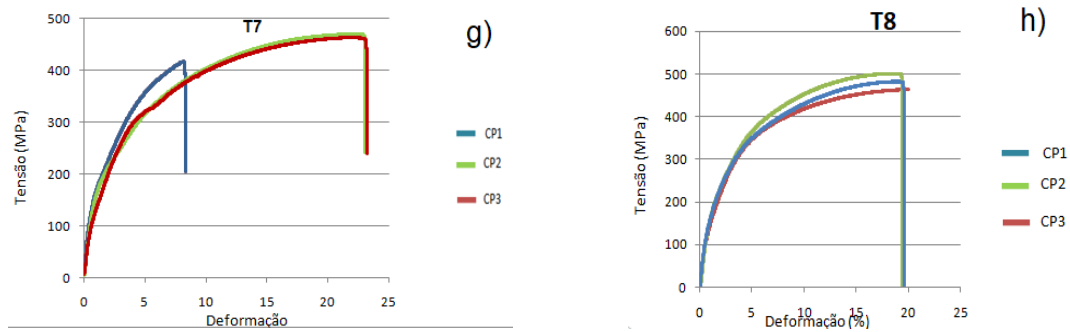 T7
g)
500
400
300
200
100
0
Tensão (MPa)
0 5 10 15 20 25
Deformação
CP1
CP2
CP3
T8
h)
600
500
400
300
200
100
0
Tensão (MPa)
0 5 10 15 20 25
Deformação (%)
CP1
CP2
CP3